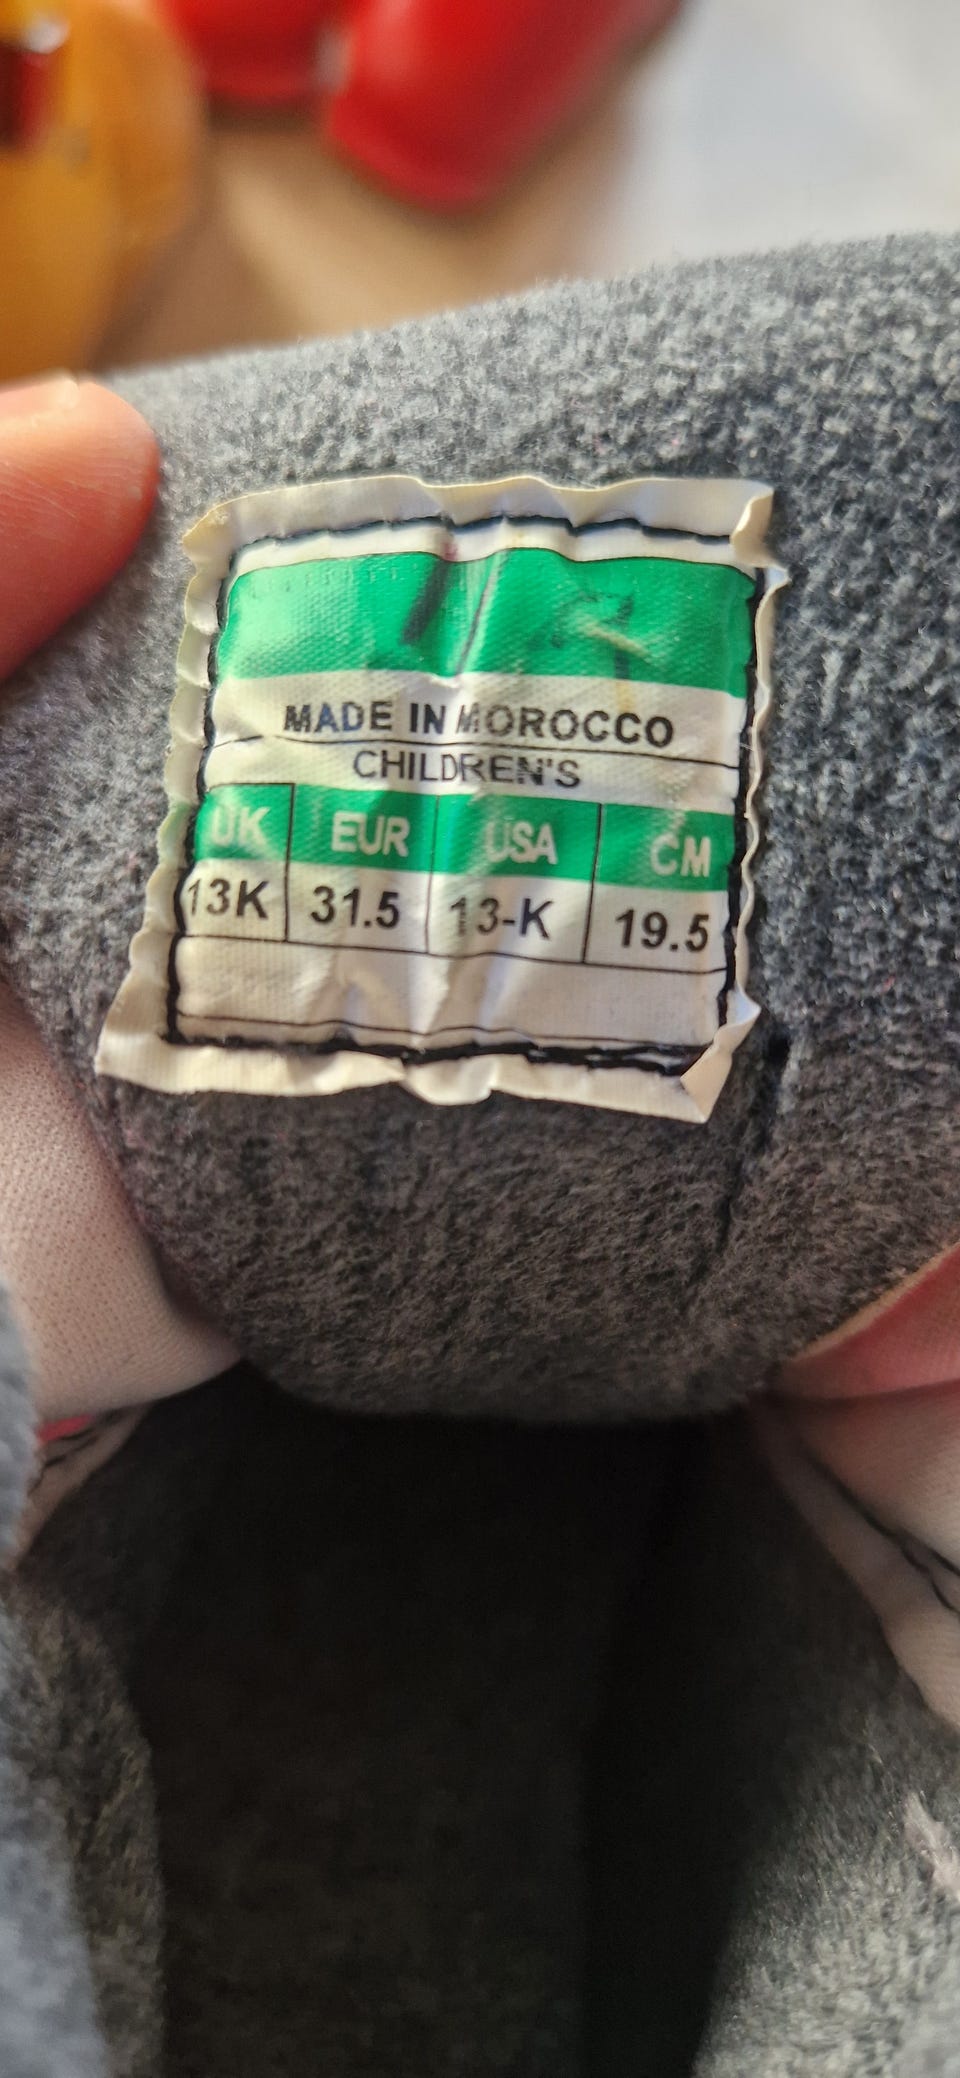 MADE IN MOROCCO
CHILDREN'S
UK EUR USA CM
13K 31.5 13-K 19.5